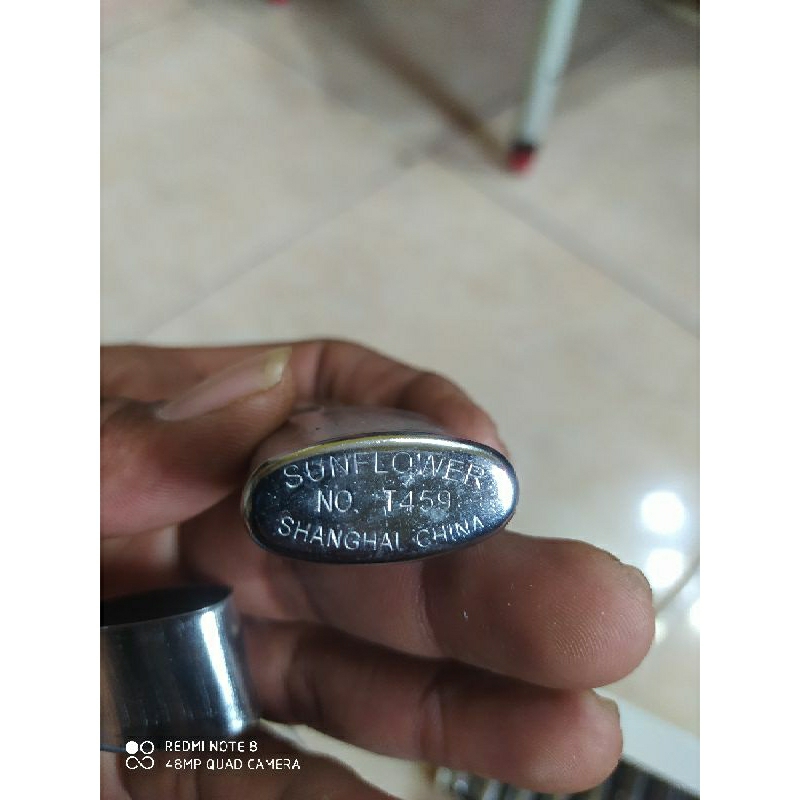 SUNFLOWER
NO. T459
SHANGHAI CHINA
REDMI NOTE 8
48MP QUAD CAMERA